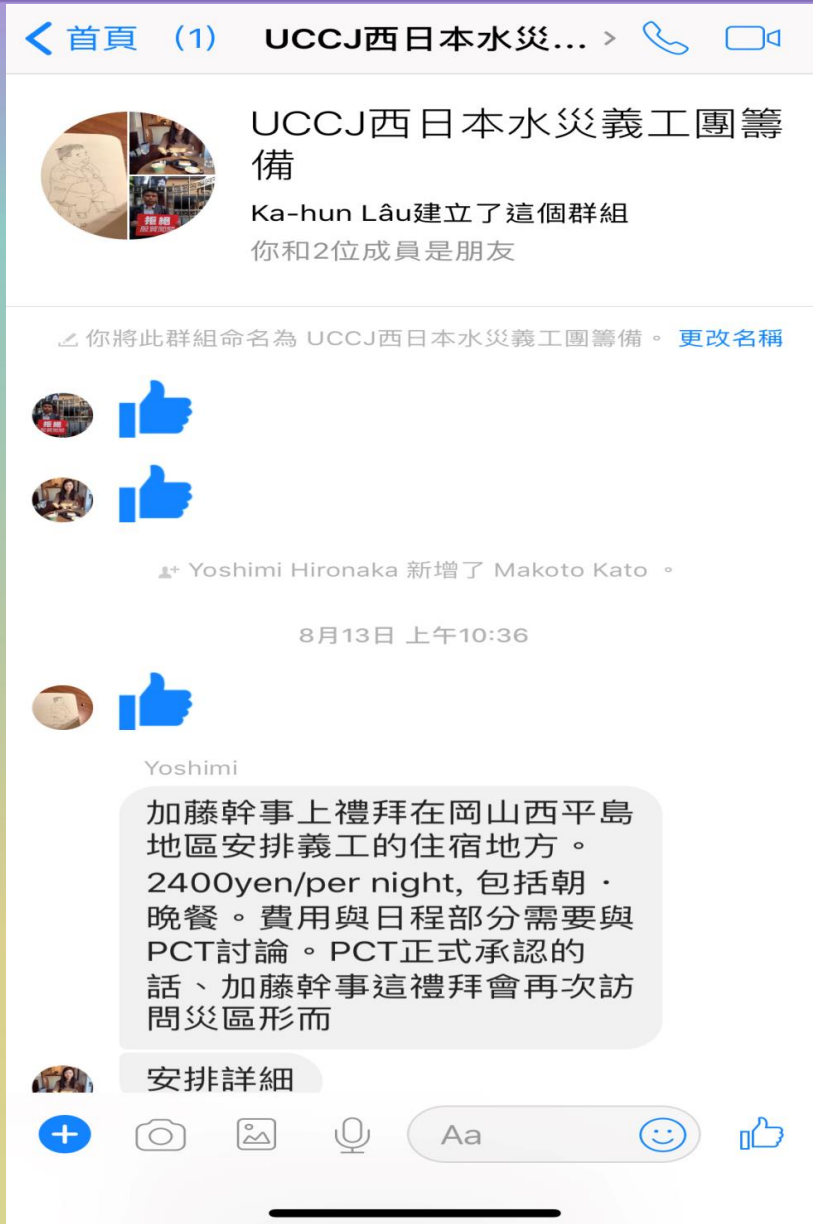 首頁 (1) UCCJ西日本水災... >
UCCJ西日本水災義工團籌
備
Ka-hun Lâu建立了這個群組
你和2位成員是朋友
你將此群組命名為 UCCJ西日本水災義工團籌備。 更改名稱
拒絕
拒絕
Yoshimi Hironaka 新增了 Makoto Kato 。
8月13日 上午10:36
Yoshimi
加藤幹事上禮拜在岡山西平島
地區安排義工的住宿地方。
2400yen/per night, 包括朝・
晚餐。費用與日程部分需要與
PCT討論。PCT正式承認的
話、加藤幹事這禮拜會再次訪
問災區形而
安排詳細
Aa